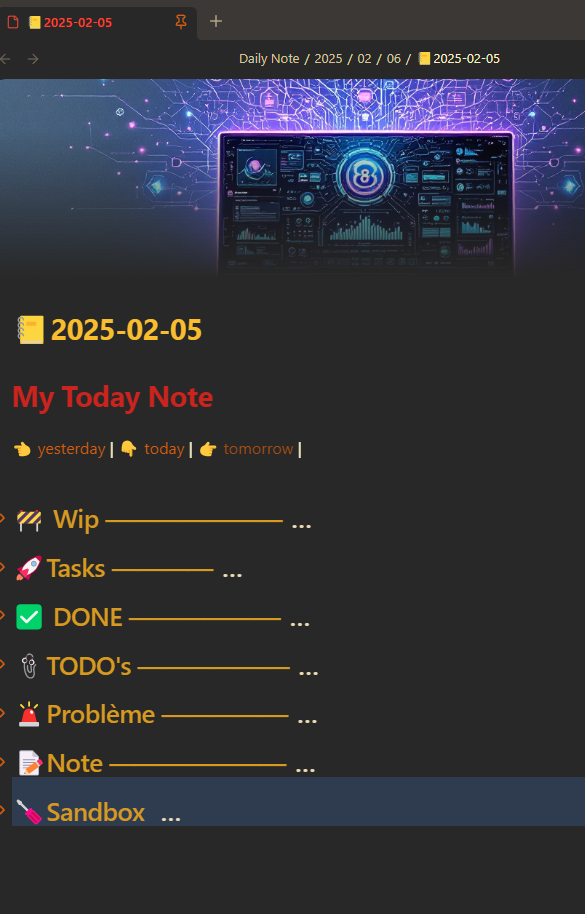 2025-02-05
Daily Note / 2025 / 02 / 06 / 2025-02-05
2025-02-05
My Today Note
yesterday | today | tomorrow |
Wip ...
Tasks ...
DONE ...
TODO's ...
Problème ...
Note ...
Sandbox ...